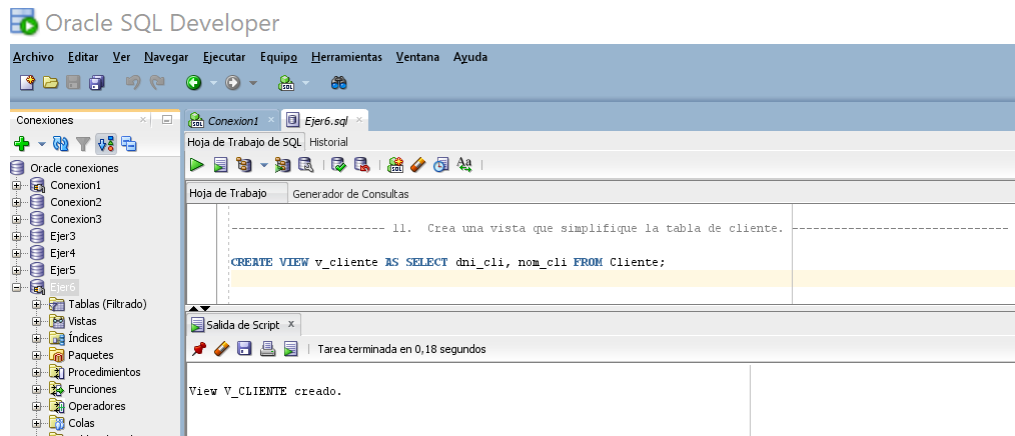 Oracle SQL Developer
Archivo Editar Ver Navegar Ejecutar Equipo Herramientas Ventana Ayuda
Conexiones
Oracle conexiones
Conexion1
Conexion2
Conexion3
Ejer3
Ejer4
Ejer5
Ejer6
Tablas (Filtrado)
Vistas
Índices
Paquetes
Procedimientos
Funciones
Operadores
Colas
Conexion1 Ejer6.sql
Hoja de Trabajo de SQL Historial
Hoja de Trabajo Generador de Consultas
---------------------- 11. Crea una vista que simplifique la tabla de cliente. -------------------------------
CREATE VIEW v_cliente AS SELECT dni_cli, nom_cli FROM Cliente;
Salida de Script x
Tarea terminada en 0,18 segundos
View V_CLIENTE creado.